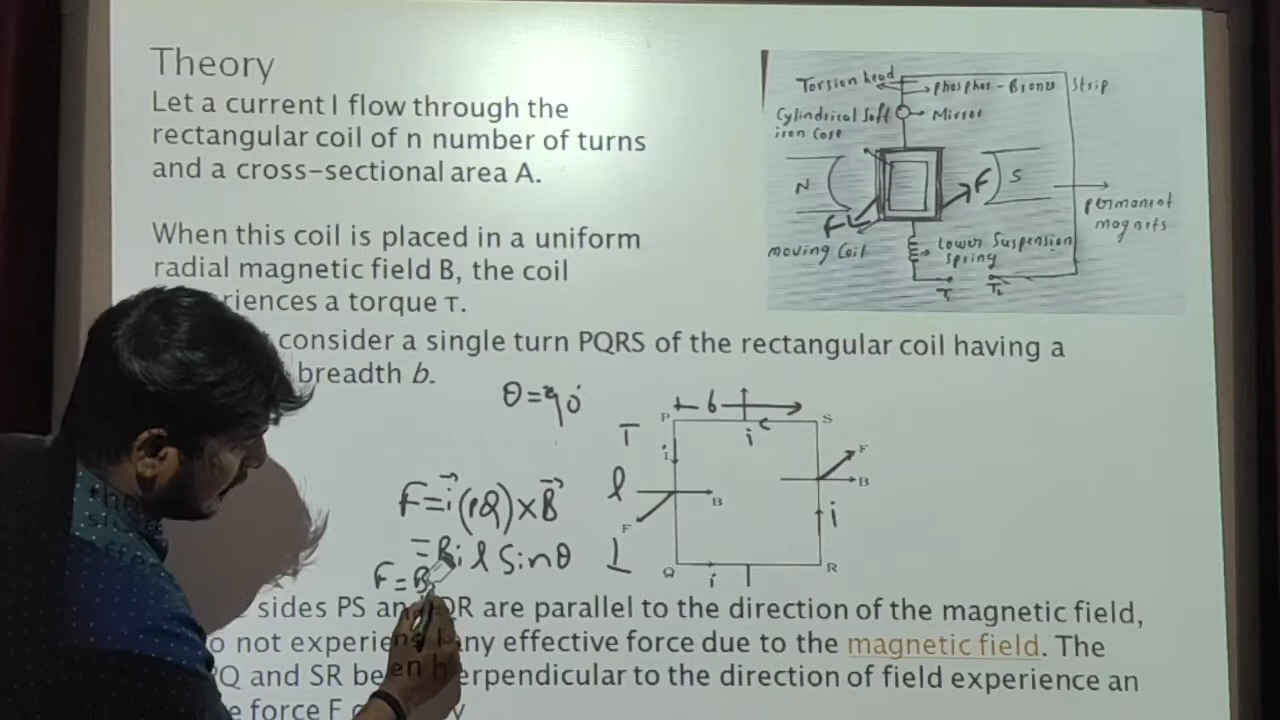 Theory
Let a current I flow through the
rectangular coil of n number of turns
and a cross-sectional area A.
When this coil is placed in a uniform
radial magnetic field B, the coil
riences a torque τ.
consider a single turn PQRS of the rectangular coil having a
breadth b.
Torsion head
Phosphor-Bronze Strip
Cylindrical Soft
iron Core
Mirror
N
F
F
S
permanent
magnets
moving Coil
Lower Suspension
Spring
T₁
T₂
θ=90°
P
b
S
i
T
i
l
B
F
F
B
i
Q
i
R
F=i(PQ)×B
=Bil Sinθ
F=B
sides PS and QR are parallel to the direction of the magnetic field,
o not experien any effective force due to the magnetic field. The
PQ and SR being perpendicular to the direction of field experience an
force F